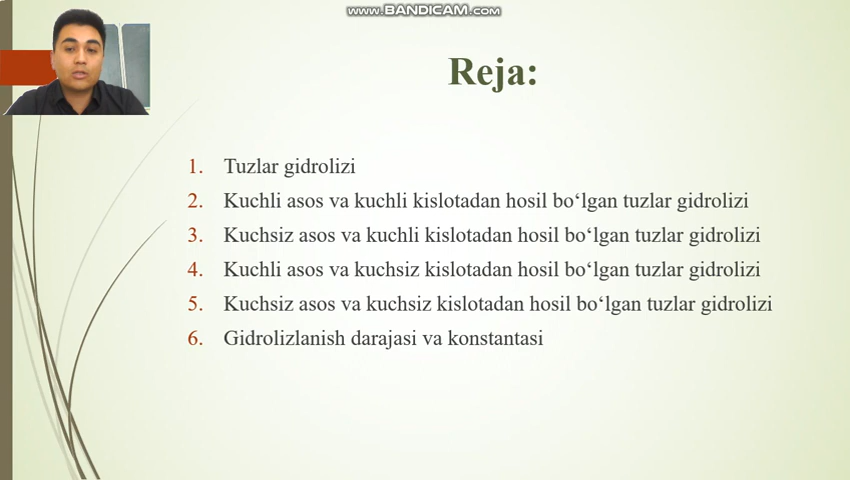 www.BANDICAM.com
Reja:
1. Tuzlar gidrolizi
2. Kuchli asos va kuchli kislotadan hosil bo‘lgan tuzlar gidrolizi
3. Kuchsiz asos va kuchli kislotadan hosil bo‘lgan tuzlar gidrolizi
4. Kuchli asos va kuchsiz kislotadan hosil bo‘lgan tuzlar gidrolizi
5. Kuchsiz asos va kuchsiz kislotadan hosil bo‘lgan tuzlar gidrolizi
6. Gidrolizlanish darajasi va konstantasi